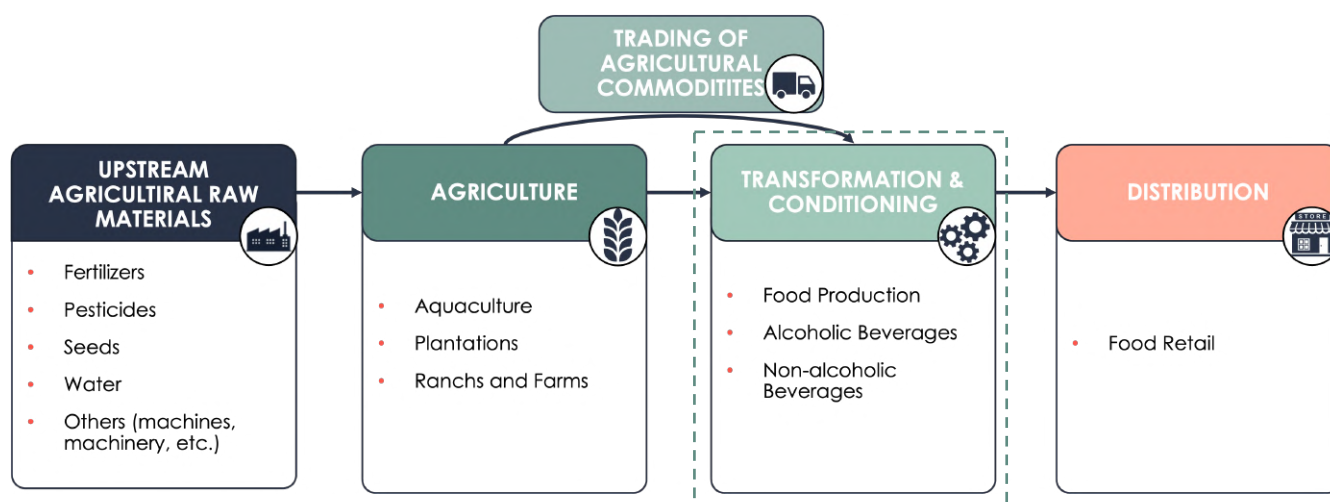 TRADING OF
AGRICULTURAL
COMMODITITES
UPSTREAM
AGRICULTIRAL RAW
MATERIALS
• Fertilizers
• Pesticides
• Seeds
• Water
• Others (machines,
machinery, etc.)
AGRICULTURE
• Aquaculture
• Plantations
• Ranchs and Farms
TRANSFORMATION &
CONDITIONING
• Food Production
• Alcoholic Beverages
• Non-alcoholic
Beverages
DISTRIBUTION
STORE
• Food Retail